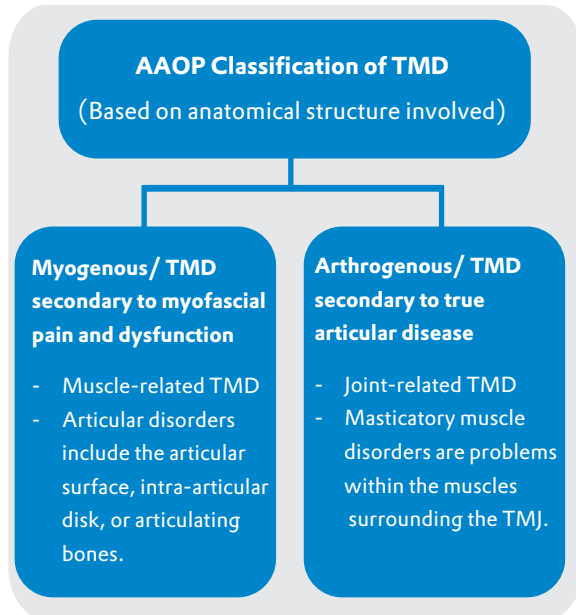 AAOP Classification of TMD
(Based on anatomical structure involved)
Myogenous/ TMD
secondary to myofascial
pain and dysfunction
- Muscle-related TMD
- Articular disorders
include the articular
surface, intra-articular
disk, or articulating
bones.
Arthrogenous/ TMD
secondary to true
articular disease
- Joint-related TMD
- Masticatory muscle
disorders are problems
within the muscles
surrounding the TMJ.